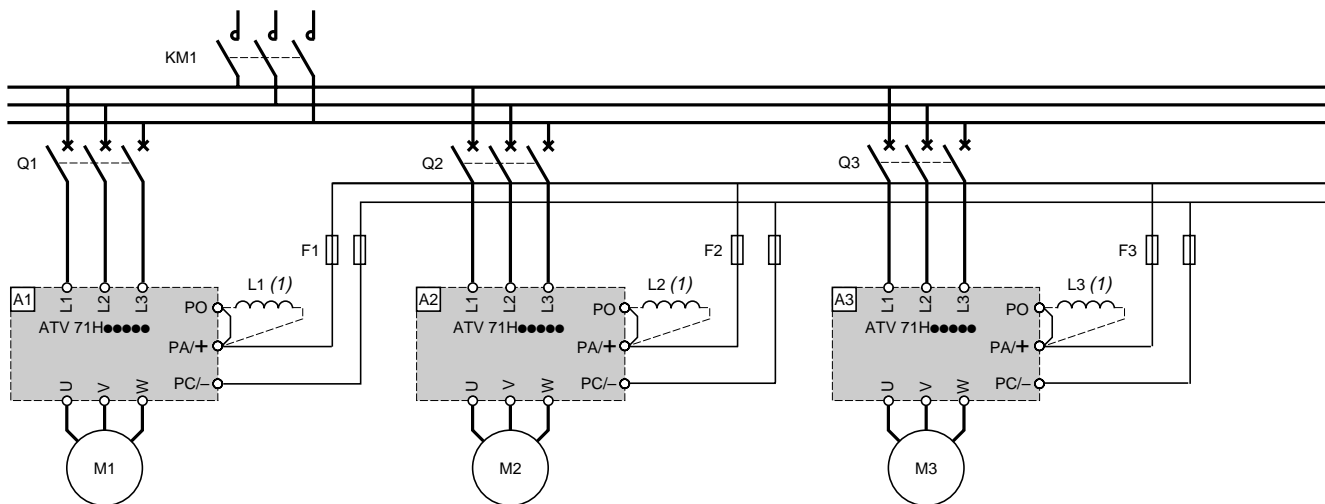 KM1
Q1
Q2
Q3
F1
F2
F3
A1
L1
L2
L3
PO
L1 (1)
ATV 71H●●●●●
PA/+
PC/–
U
V
W
M1
A2
L1
L2
L3
PO
L2 (1)
ATV 71H●●●●●
PA/+
PC/–
U
V
W
M2
A3
L1
L2
L3
PO
L3 (1)
ATV 71H●●●●●
PA/+
PC/–
U
V
W
M3